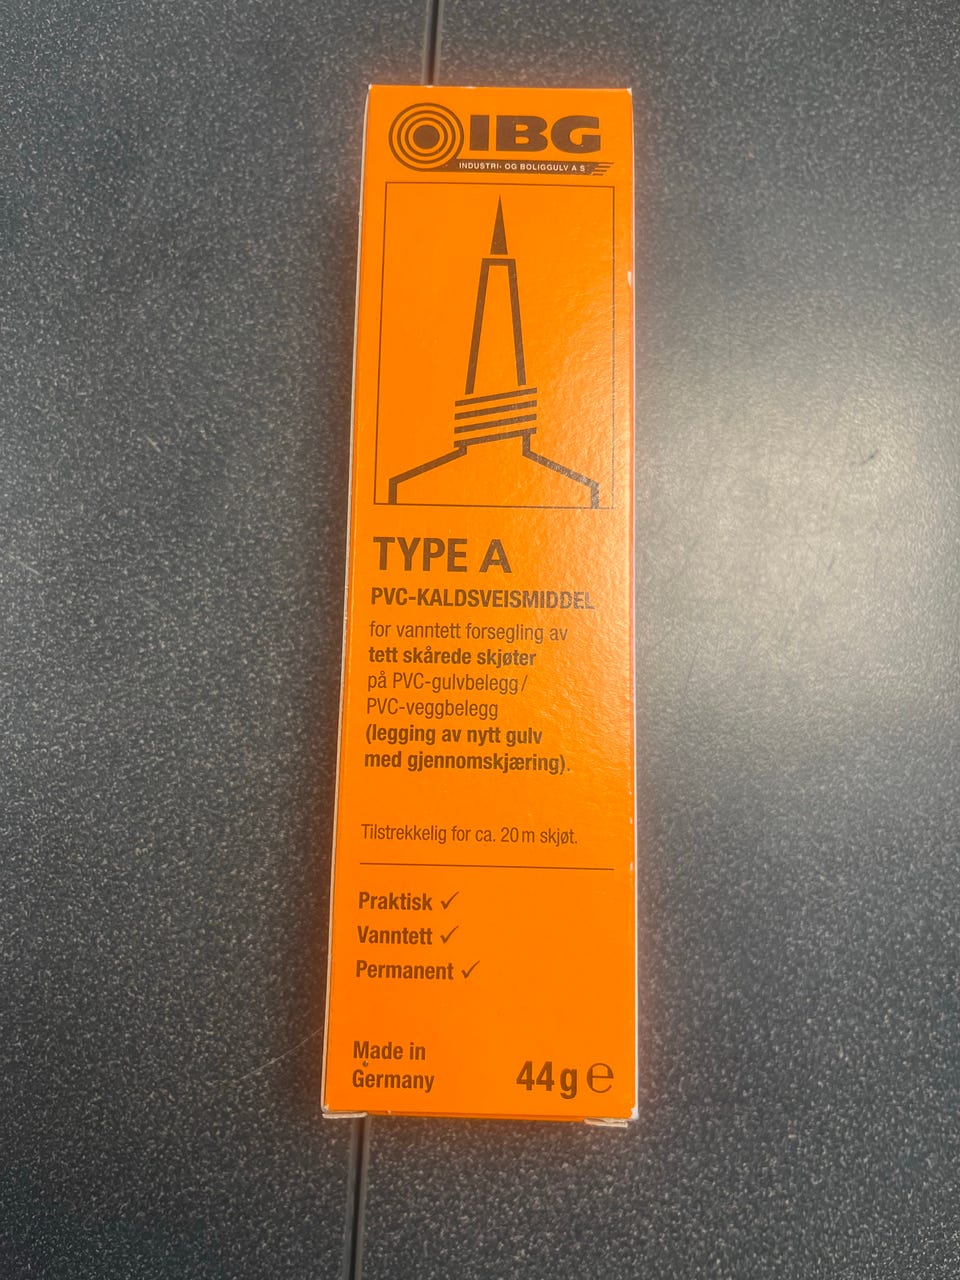 IBG
INDUSTRI- OG BOLIGGULV A S
TYPE A
PVC-KALDSVEISMIDDEL
for vanntett forsegling av
tett skårede skjøter
på PVC-gulvbelegg/
PVC-veggbelegg
(legging av nytt gulv
med gjennomskjæring).
Tilstrekkelig for ca. 20 m skjøt.
Praktisk ✓
Vanntett ✓
Permanent ✓
Made in
Germany
44 g ℮